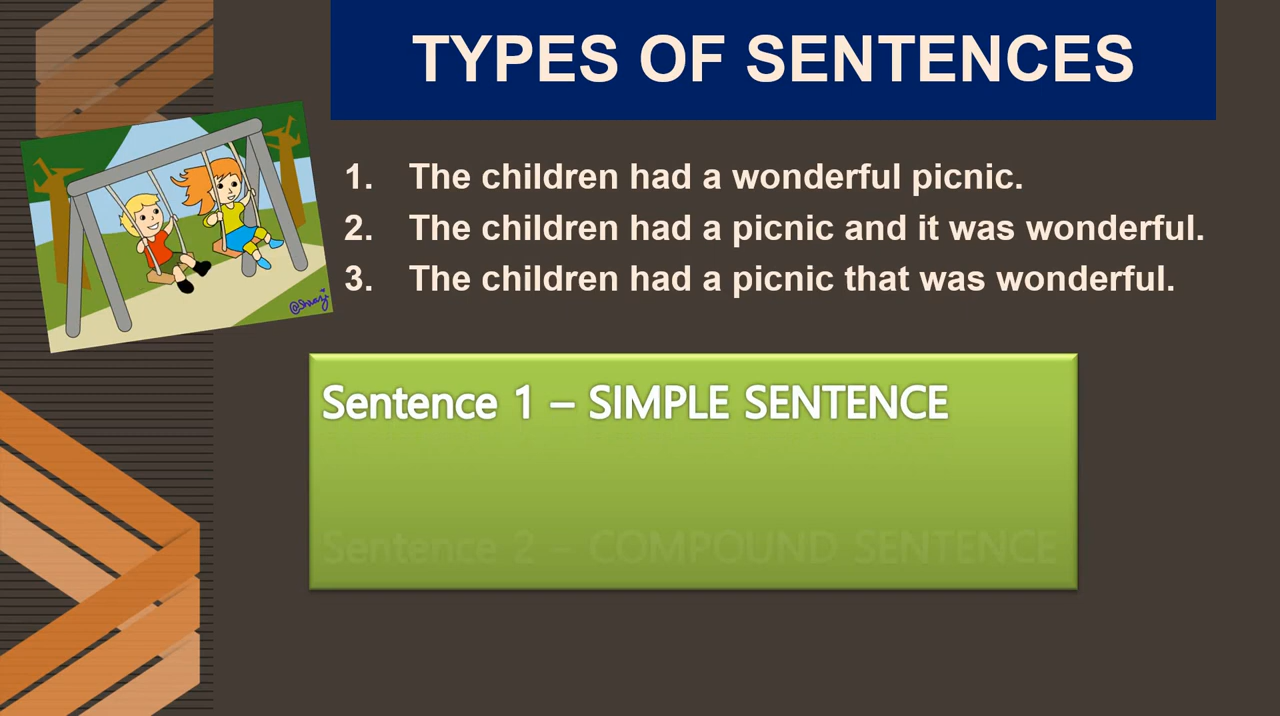 TYPES OF SENTENCES
1. The children had a wonderful picnic.
2. The children had a picnic and it was wonderful.
3. The children had a picnic that was wonderful.
Sentence 1 – SIMPLE SENTENCE
Sentence 2 – COMPOUND SENTENCE